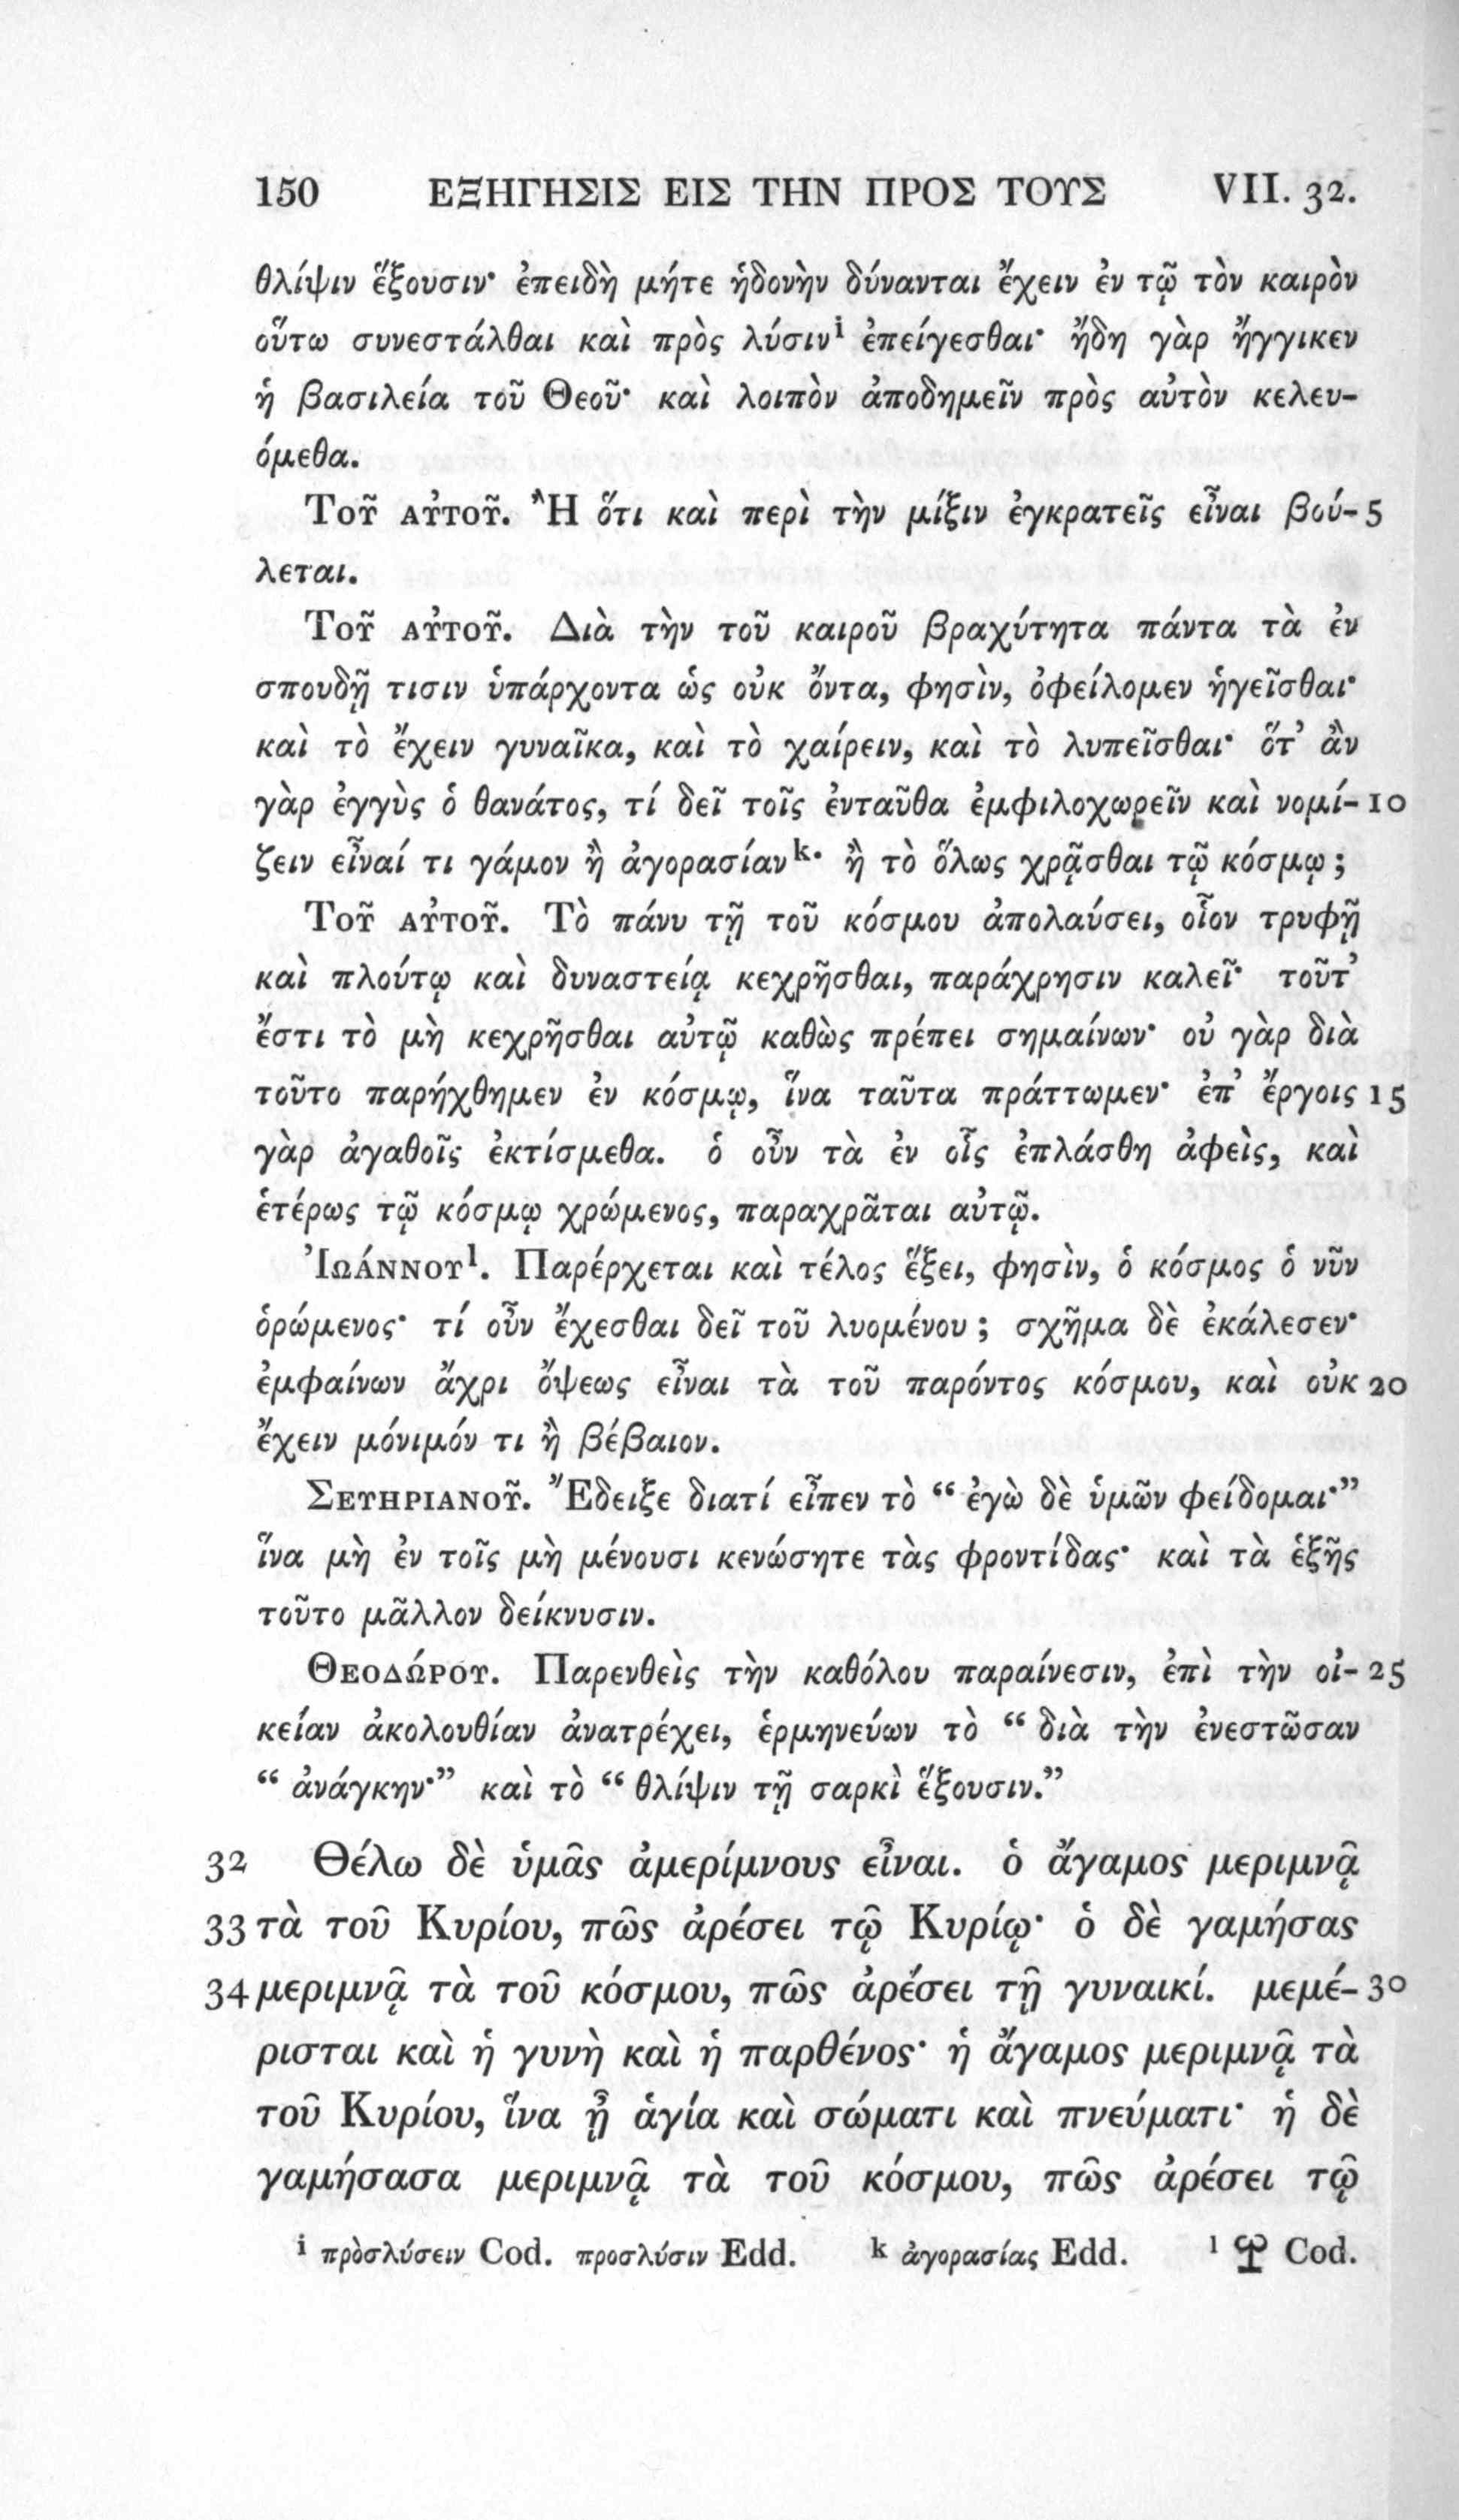 150 ΕΞΗΓΗΣΙΣ ΕΙΣ ΤΗΝ ΠΡΟΣ ΤΟΥΣ VII. 32.
θλίψιν ἕξουσιν· ἐπειδὴ μήτε ἡδονὴν δύνανται ἔχειν ἐν τῷ τὸν καιρὸν
οὕτω συνεστάλθαι καὶ πρὸς λύσιν i ἐπείγεσθαι· ἤδη γὰρ ἤγγικεν
ἡ βασιλεία τοῦ Θεοῦ· καὶ λοιπὸν ἀποδημεῖν πρὸς αὐτὸν κελευ-
όμεθα.
Τοῦ αὐτοῦ. Ἢ ὅτι καὶ περὶ τὴν μίξιν ἐγκρατεῖς εἶναι βού- 5
λεται.
Τοῦ αὐτοῦ. Διὰ τὴν τοῦ καιροῦ βραχύτητα πάντα τὰ ἐν
σπουδῇ τισιν ὑπάρχοντα ὡς οὐκ ὄντα, φησὶν, ὀφείλομεν ἡγεῖσθαι·
καὶ τὸ ἔχειν γυναῖκα, καὶ τὸ χαίρειν, καὶ τὸ λυπεῖσθαι· ὅτ’ ἂν
γὰρ ἐγγὺς ὁ θανάτος, τί δεῖ τοῖς ἐνταῦθα ἐμφιλοχωρεῖν καὶ νομί- 10
ζειν εἶναί τι γάμον ἢ ἀγορασίαν k· ἢ τὸ ὅλως χρᾷσθαι τῷ κόσμῳ;
Τοῦ αὐτοῦ. Τὸ πάνυ τῇ τοῦ κόσμου ἀπολαύσει, οἷον τρυφῇ
καὶ πλούτῳ καὶ δυναστείᾳ κεχρῆσθαι, παράχρησιν καλεῖ· τοῦτ’
ἔστι τὸ μὴ κεχρῆσθαι αὐτῷ καθὼς πρέπει σημαίνων· οὐ γὰρ διὰ
τοῦτο παρήχθημεν ἐν κόσμῳ, ἵνα ταῦτα πράττωμεν· ἐπ’ ἔργοις 15
γὰρ ἀγαθοῖς ἐκτίσμεθα. ὁ οὖν τὰ ἐν οἷς ἐπλάσθη ἀφεὶς, καὶ
ἑτέρως τῷ κόσμῳ χρώμενος, παραχρᾶται αὐτῷ.
Ἰωάννου l. Παρέρχεται καὶ τέλος ἕξει, φησὶν, ὁ κόσμος ὁ νῦν
ὁρώμενος· τί οὖν ἔχεσθαι δεῖ τοῦ λυομένου; σχῆμα δὲ ἐκάλεσεν·
ἐμφαίνων ἄχρι ὄψεως εἶναι τὰ τοῦ παρόντος κόσμου, καὶ οὐκ 20
ἔχειν μόνιμόν τι ἢ βέβαιον.
Σευηριανοῦ. Ἔδειξε διατί εἶπεν τὸ “ ἐγὼ δὲ ὑμῶν φείδομαι·”
ἵνα μὴ ἐν τοῖς μὴ μένουσι κενώσητε τὰς φροντίδας· καὶ τὰ ἑξῆς
τοῦτο μᾶλλον δείκνυσιν.
Θεοδώρου. Παρενθεὶς τὴν καθόλου παραίνεσιν, ἐπὶ τὴν οἰ- 25
κείαν ἀκολουθίαν ἀνατρέχει, ἑρμηνεύων τὸ “ διὰ τὴν ἐνεστῶσαν
“ ἀνάγκην·” καὶ τὸ “ θλίψιν τῇ σαρκὶ ἕξουσιν.”
32 Θέλω δὲ ὑμᾶς ἀμερίμνους εἶναι. ὁ ἄγαμος μεριμνᾷ
33 τὰ τοῦ Κυρίου, πῶς ἀρέσει τῷ Κυρίῳ· ὁ δὲ γαμήσας
34 μεριμνᾷ τὰ τοῦ κόσμου, πῶς ἀρέσει τῇ γυναικί. μεμέ- 30
ρισται καὶ ἡ γυνὴ καὶ ἡ παρθένος· ἡ ἄγαμος μεριμνᾷ τὰ
τοῦ Κυρίου, ἵνα ᾖ ἁγία καὶ σώματι καὶ πνεύματι· ἡ δὲ
γαμήσασα μεριμνᾷ τὰ τοῦ κόσμου, πῶς ἀρέσει τῷ
i πρὸσλύσειν Cod. προσλύσιν Edd. k ἀγορασίας Edd. l Cod.